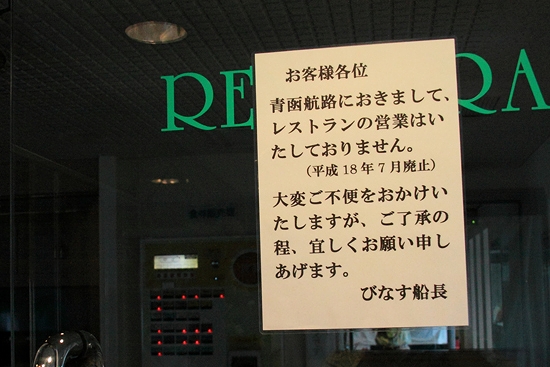 RE RA
お客様各位
青函航路におきまして、
レストランの営業はい
たしておりません。
(平成18年7月廃止)
大変ご不便をおかけい
たしますが、ご了承の
程、宜しくお願い申し
あげます。
びなす船長